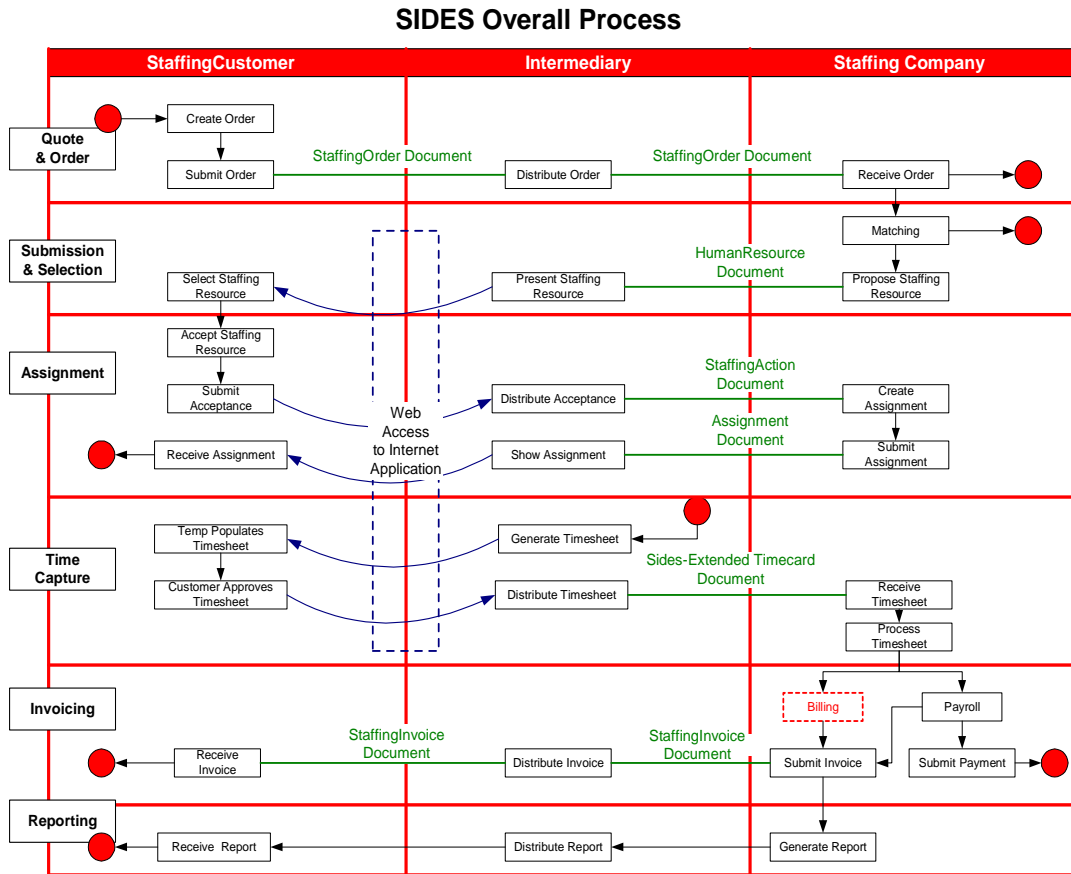 SIDES Overall Process
StaffingCustomer
Intermediary
Staffing Company
Quote
& Order
Create Order
Submit Order
StaffingOrder Document
Distribute Order
StaffingOrder Document
Receive Order
Submission
& Selection
Matching
HumanResource
Document
Select Staffing
Resource
Present Staffing
Resource
Propose Staffing
Resource
Assignment
Accept Staffing
Resource
Submit
Acceptance
Web
Access
to Internet
Application
Distribute Acceptance
StaffingAction
Document
Create
Assignment
Receive Assignment
Show Assignment
Assignment
Document
Submit
Assignment
Time
Capture
Temp Populates
Timesheet
Generate Timesheet
Customer Approves
Timesheet
Distribute Timesheet
Sides-Extended Timecard
Document
Receive
Timesheet
Process
Timesheet
Invoicing
Billing
Payroll
Receive
Invoice
StaffingInvoice
Document
Distribute Invoice
StaffingInvoice
Document
Submit Invoice
Submit Payment
Reporting
Receive Report
Distribute Report
Generate Report